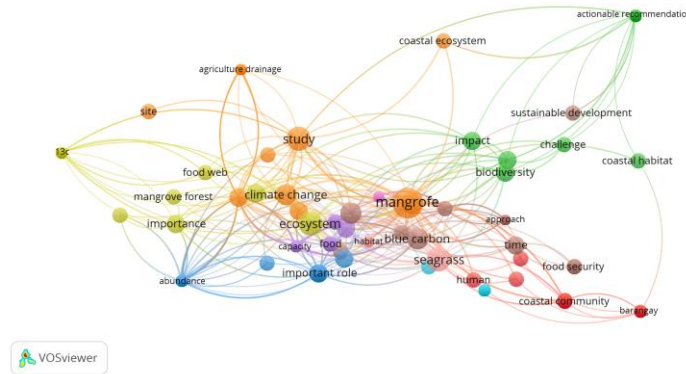 actionable recommendation
coastal ecosystem
agriculture drainage
site
sustainable development
study
impact
challenge
13c
food web
biodiversity
coastal habitat
mangrove forest
climate change
mangrofe
importance
ecosystem
approach
capacity
food
habitat
blue carbon
time
abundance
important role
seagrass
human
food security
coastal community
barangay
VOSviewer